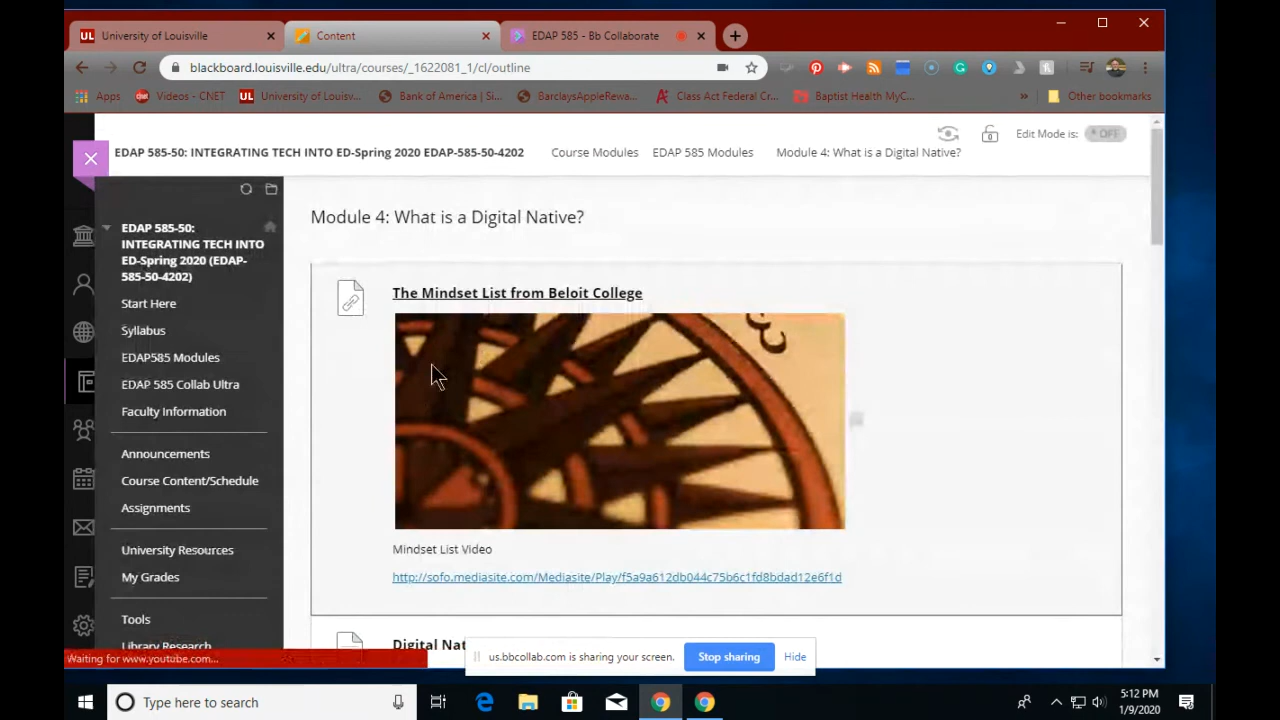 University of Louisville
Content
EDAP 585 - Bb Collaborate
blackboard.louisville.edu/ultra/courses/_1622081_1/cl/outline
Apps
Videos - CNET
University of Louisv...
Bank of America | Si...
BarclaysAppleRewa...
Class Act Federal Cr...
Baptist Health MyC...
»
Other bookmarks
Edit Mode is:
OFF
EDAP 585-50: INTEGRATING TECH INTO ED-Spring 2020 EDAP-585-50-4202
Course Modules
EDAP 585 Modules
Module 4: What is a Digital Native?
EDAP 585-50:
INTEGRATING TECH INTO
ED-Spring 2020 (EDAP-
585-50-4202)
Start Here
Syllabus
EDAP585 Modules
EDAP 585 Collab Ultra
Faculty Information
Announcements
Course Content/Schedule
Assignments
University Resources
My Grades
Tools
Library Research
Module 4: What is a Digital Native?
The Mindset List from Beloit College
Mindset List Video
http://sofo.mediasite.com/Mediasite/Play/f5a9a612db044c75b6c1fd8bdad12e6f1d
Digital Nat
Waiting for www.youtube.com...
us.bbcollab.com is sharing your screen.
Stop sharing
Hide
Type here to search
5:12 PM
1/9/2020